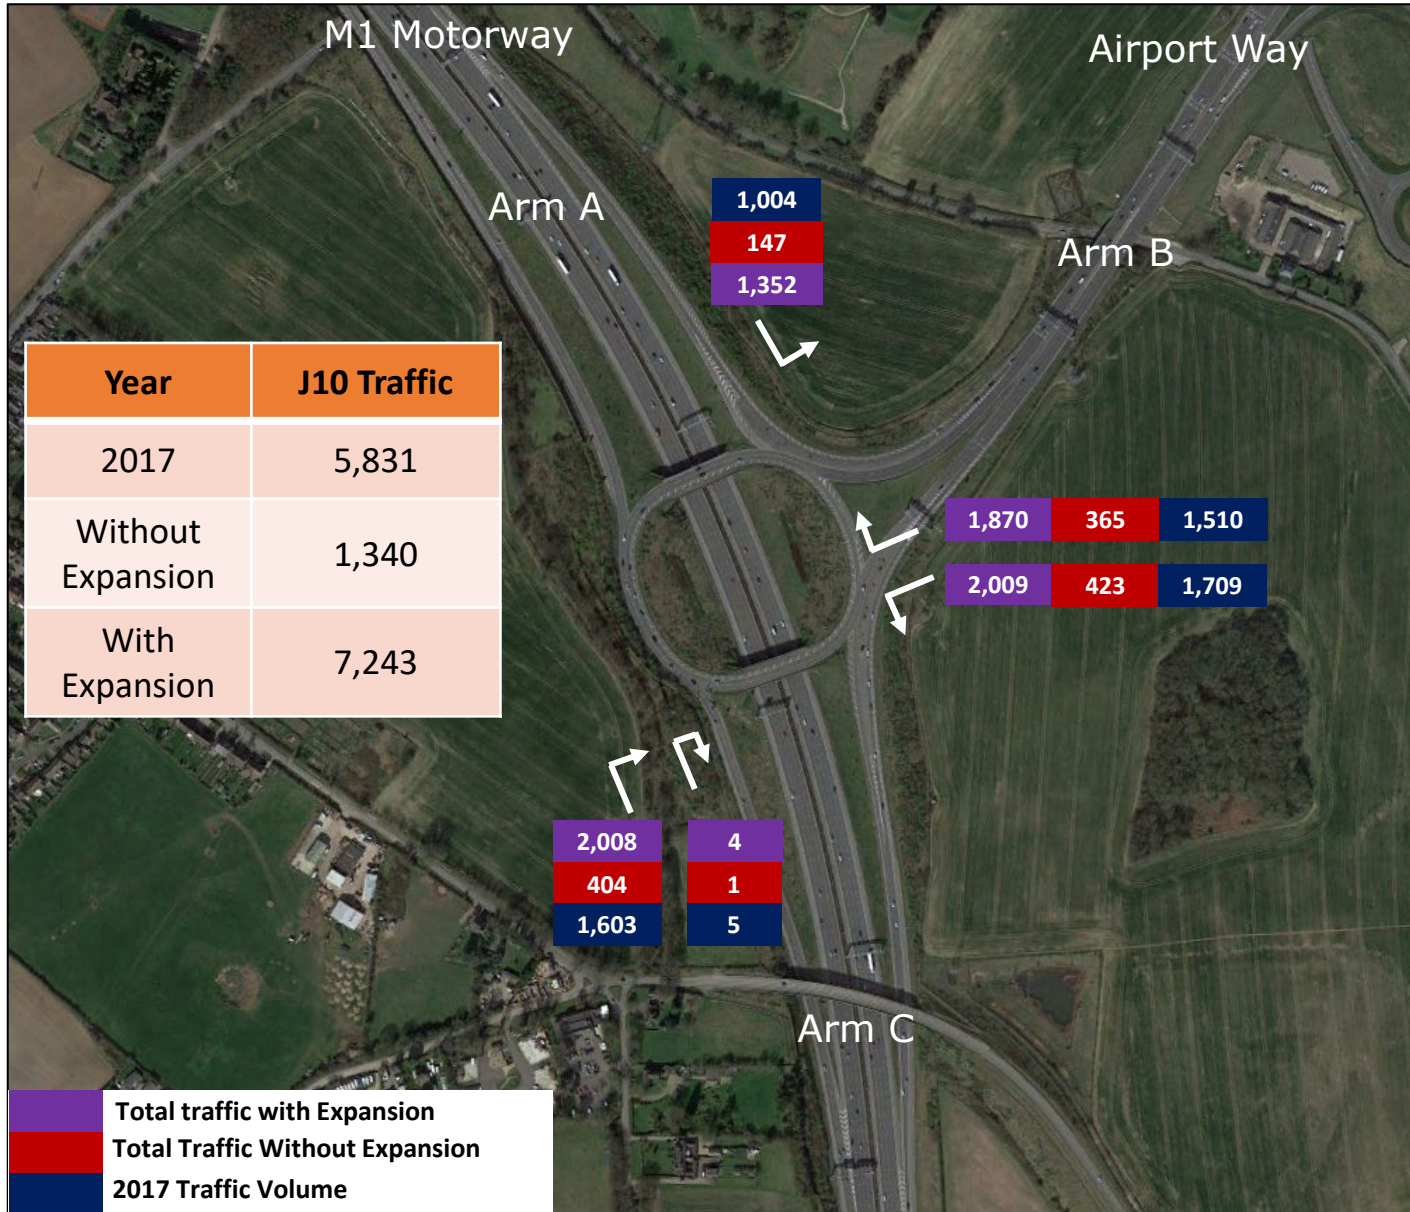 M1 Motorway
Airport Way
Arm A
1,004
147
1,352
Arm B
Year J10 Traffic
2017 5,831
Without
Expansion
1,340
With
Expansion
7,243
1,870 365 1,510
2,009 423 1,709
2,008 4
404 1
1,603 5
Arm C
Total traffic with Expansion
Total Traffic Without Expansion
2017 Traffic Volume